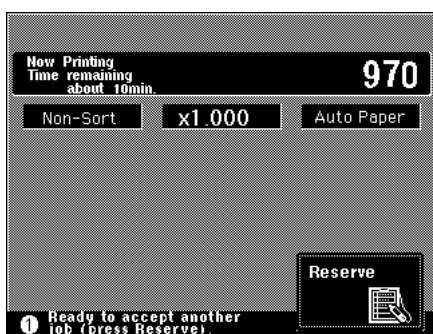 Now Printing
Time remaining
about 10min.
970
Non-Sort
x1.000
Auto Paper
Reserve
1 Ready to accept another
job (press Reserve).